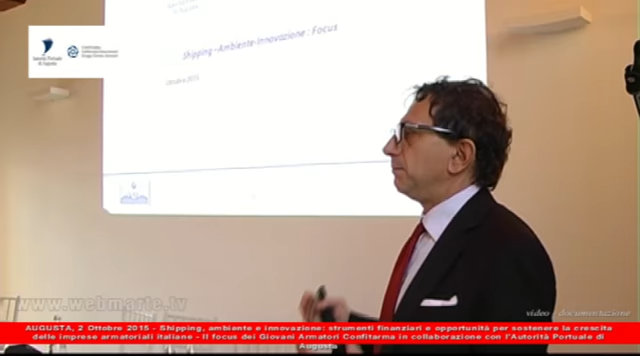 Shipping – Ambiente-Innovazione : Focus
Ottobre 2015
www.webmarte.tv
video - documentazione
AUGUSTA, 2 Ottobre 2015 - Shipping, ambiente e innovazione: strumenti finanziari e opportunità per sostenere la crescita
delle imprese armatoriali italiane - Il focus dei Giovani Armatori Confitarma in collaborazione con l'Autorità Portuale di
Augusta